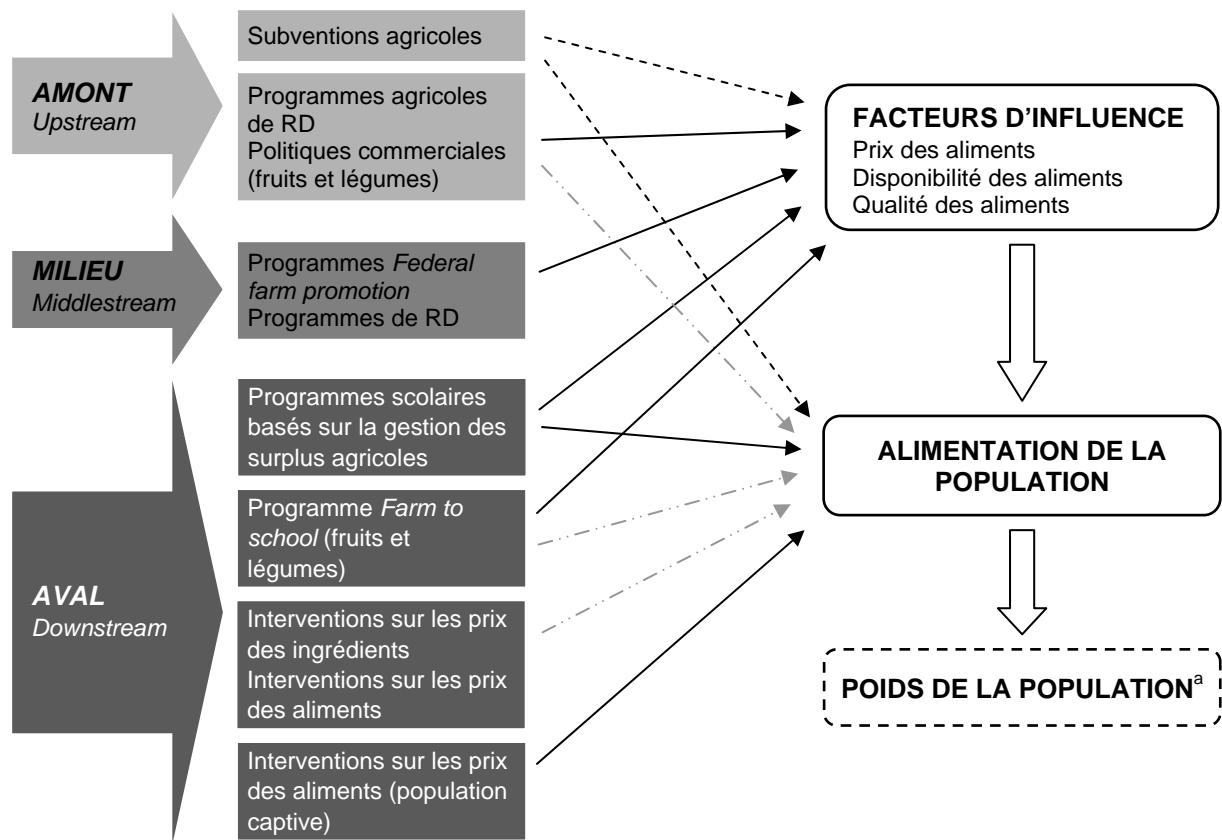 AMONT
Upstream
Subventions agricoles
Programmes agricoles
de RD
Politiques commerciales
(fruits et légumes)
MILIEU
Middlestream
Programmes Federal
farm promotion
Programmes de RD
AVAL
Downstream
Programmes scolaires
basés sur la gestion des
surplus agricoles
Programme Farm to
school (fruits et
légumes)
Interventions sur les prix
des ingrédients
Interventions sur les prix
des aliments
Interventions sur les prix
des aliments (population
captive)
FACTEURS D'INFLUENCE
Prix des aliments
Disponibilité des aliments
Qualité des aliments
ALIMENTATION DE LA
POPULATION
POIDS DE LA POPULATIONᵃ